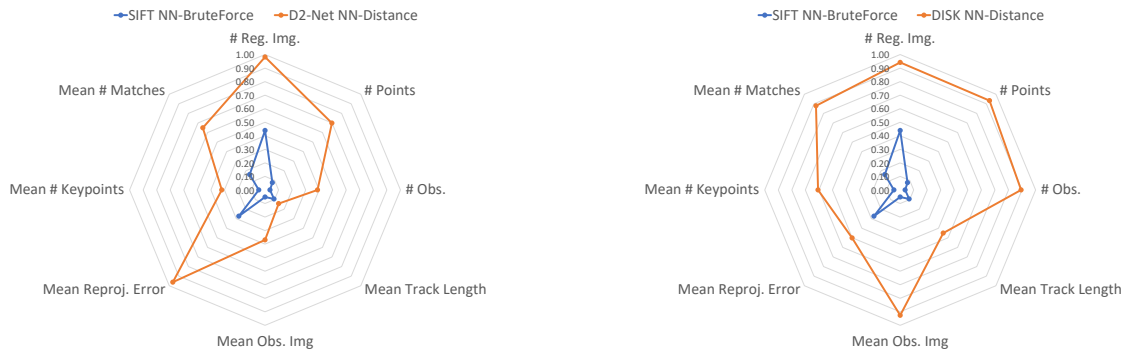 SIFT NN-BruteForce D2-Net NN-Distance
# Reg. Img.
1.00
0.90
0.80
0.70
0.60
0.50
0.40
0.30
0.20
0.10
0.00
# Points
# Obs.
Mean Track Length
Mean Obs. Img
Mean Reproj. Error
Mean # Keypoints
Mean # Matches
SIFT NN-BruteForce DISK NN-Distance
# Reg. Img.
1.00
0.90
0.80
0.70
0.60
0.50
0.40
0.30
0.20
0.10
0.00
# Points
# Obs.
Mean Track Length
Mean Obs. Img
Mean Reproj. Error
Mean # Keypoints
Mean # Matches